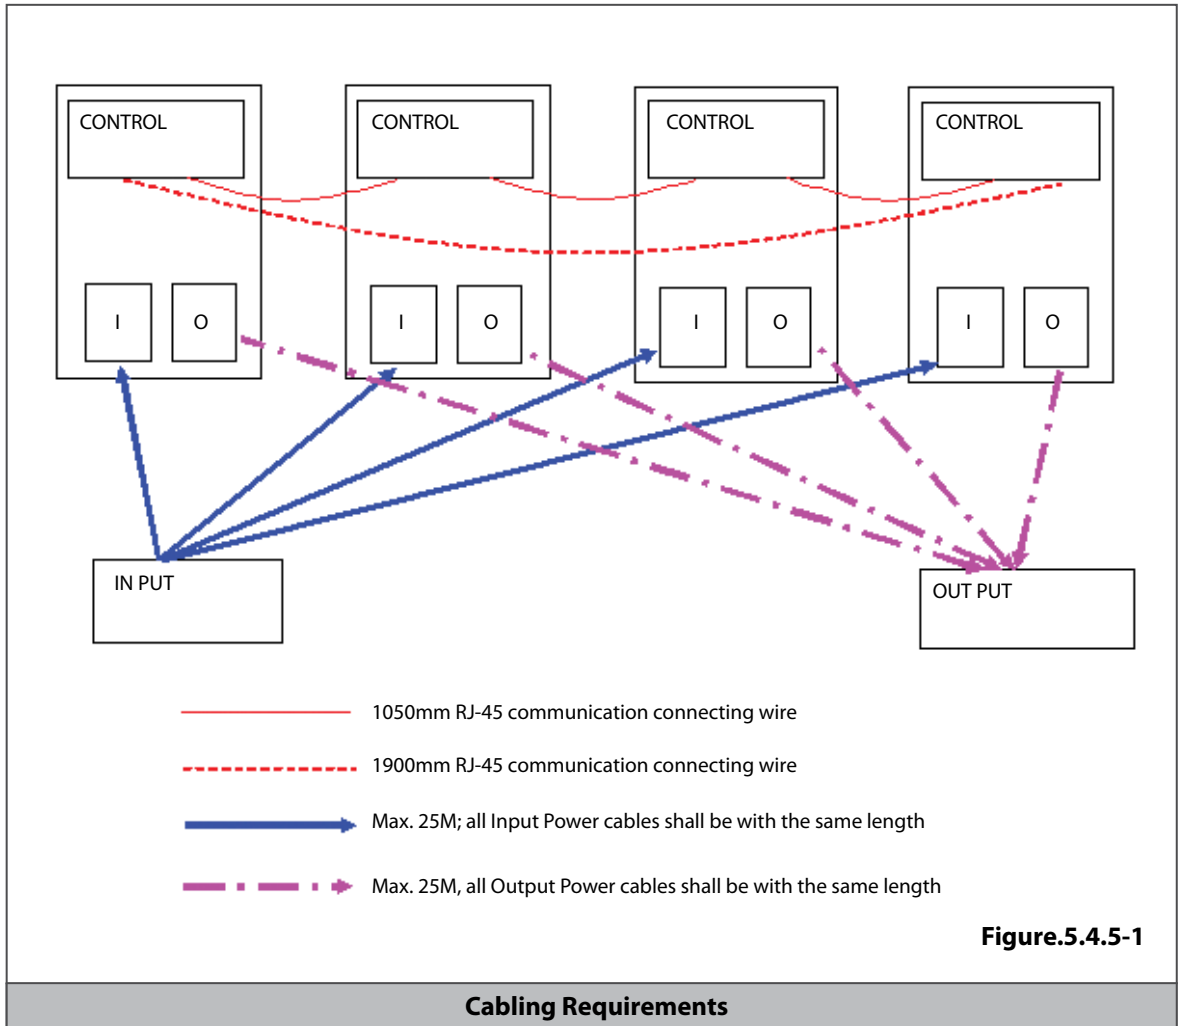 CONTROL
CONTROL
CONTROL
CONTROL
I
O
I
O
I
O
I
O
IN PUT
OUT PUT
1050mm RJ-45 communication connecting wire
1900mm RJ-45 communication connecting wire
Max. 25M; all Input Power cables shall be with the same length
Max. 25M, all Output Power cables shall be with the same length
Figure.5.4.5-1
Cabling Requirements